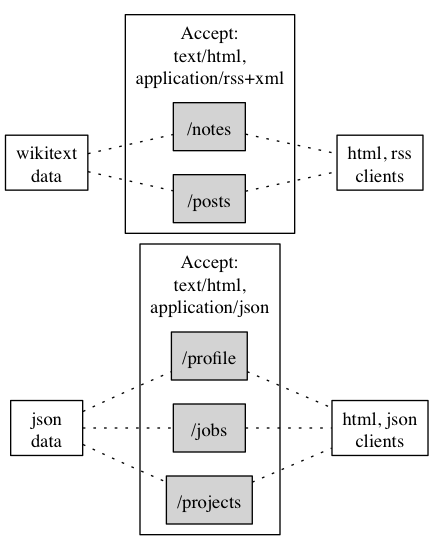 Accept:
text/html,
application/rss+xml
/notes
wikitext
data
html, rss
clients
/posts
Accept:
text/html,
application/json
/profile
json
data
/jobs
html, json
clients
/projects